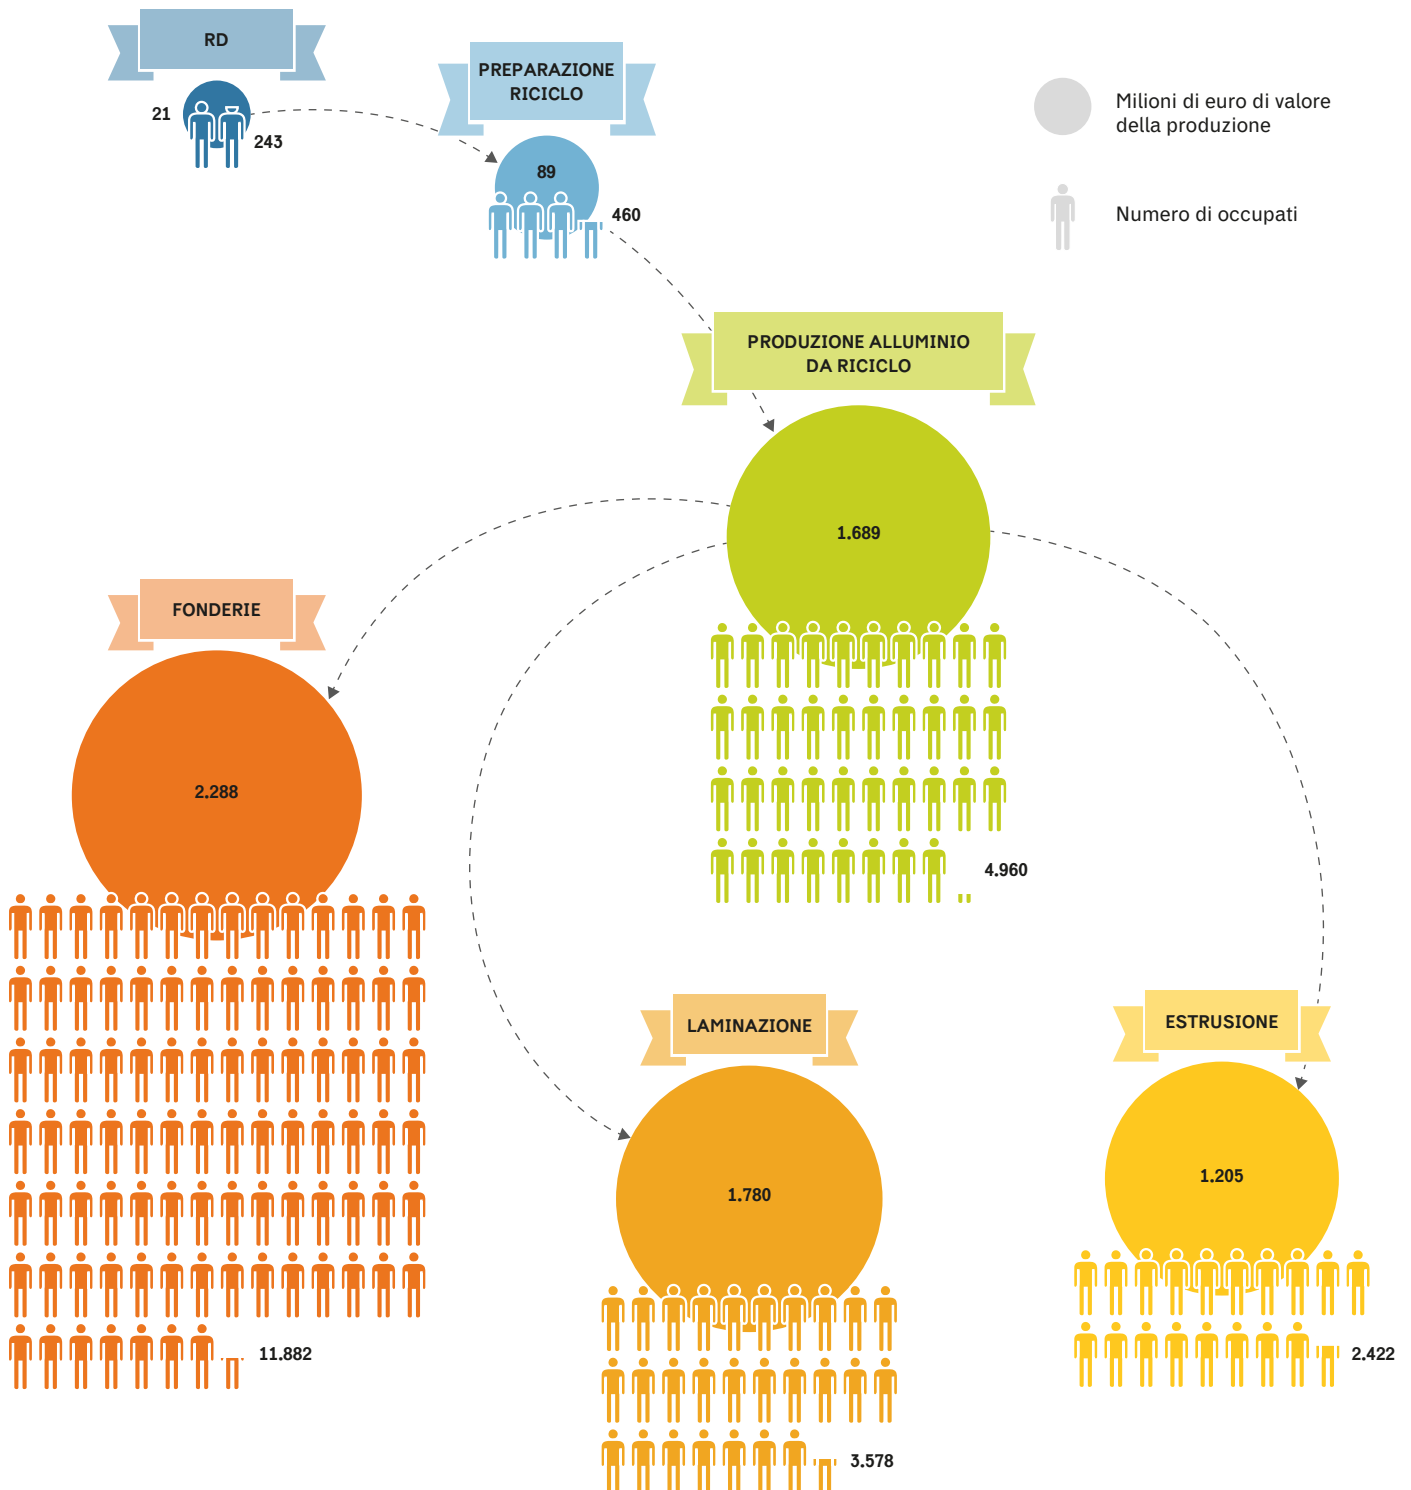 RD
21
243
PREPARAZIONE
RICICLO
89
460
Milioni di euro di valore
della produzione
Numero di occupati
PRODUZIONE ALLUMINIO
DA RICICLO
1.689
4.960
FONDERIE
2.288
11.882
LAMINAZIONE
1.780
3.578
ESTRUSIONE
1.205
2.422